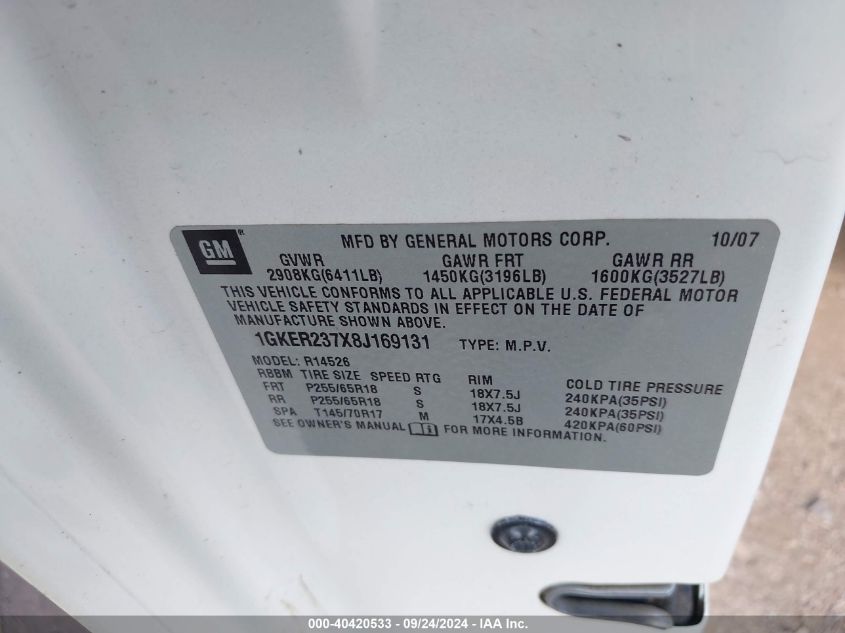 GM ®
MFD BY GENERAL MOTORS CORP. 10/07
GVWR GAWR FRT GAWR RR
2908KG(6411LB) 1450KG(3196LB) 1600KG(3527LB)
THIS VEHICLE CONFORMS TO ALL APPLICABLE U.S. FEDERAL MOTOR
VEHICLE SAFETY STANDARDS IN EFFECT ON THE DATE OF
MANUFACTURE SHOWN ABOVE.
1GKER237X8J169131 TYPE: M.P.V.
MODEL: R14526
RBBM TIRE SIZE SPEED RTG RIM COLD TIRE PRESSURE
FRT P255/65R18 S 18X7.5J 240KPA(35PSI)
RR P255/65R18 S 18X7.5J 240KPA(35PSI)
SPA T145/70R17 M 17X4.5B 420KPA(60PSI)
SEE OWNER'S MANUAL FOR MORE INFORMATION.
000-40420533 - 09/24/2024 - IAA Inc.